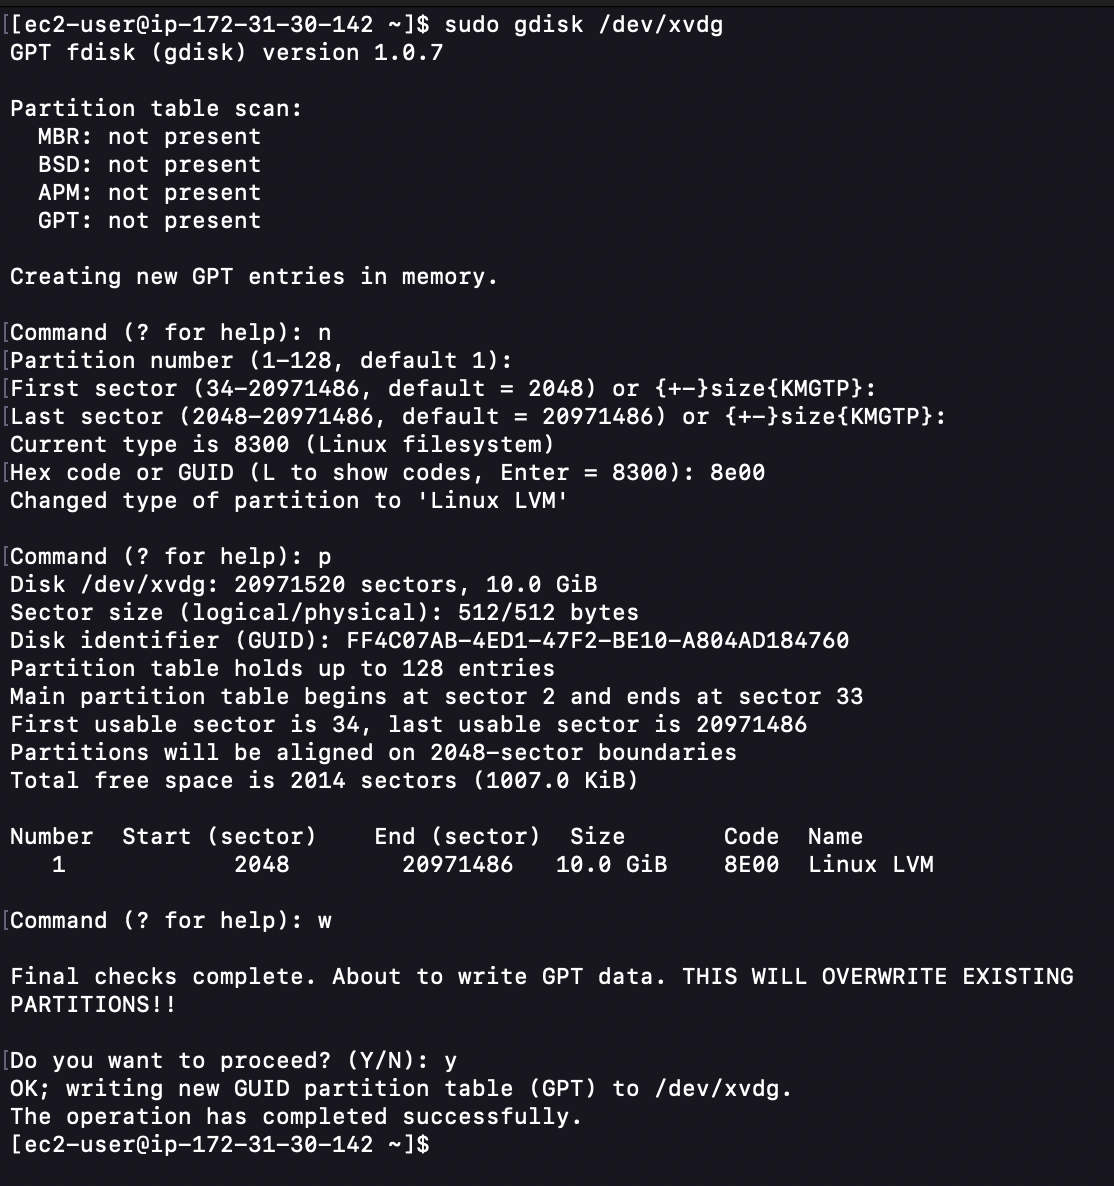 [[ec2-user@ip-172-31-30-142 ~]$ sudo gdisk /dev/xvdg
GPT fdisk (gdisk) version 1.0.7
Partition table scan:
MBR: not present
BSD: not present
APM: not present
GPT: not present
Creating new GPT entries in memory.
[Command (? for help): n
[Partition number (1-128, default 1):
[First sector (34-20971486, default = 2048) or {+-}size{KMGTP}:
[Last sector (2048-20971486, default = 20971486) or {+-}size{KMGTP}:
Current type is 8300 (Linux filesystem)
[Hex code or GUID (L to show codes, Enter = 8300): 8e00
Changed type of partition to 'Linux LVM'
[Command (? for help): p
Disk /dev/xvdg: 20971520 sectors, 10.0 GiB
Sector size (logical/physical): 512/512 bytes
Disk identifier (GUID): FF4C07AB-4ED1-47F2-BE10-A804AD184760
Partition table holds up to 128 entries
Main partition table begins at sector 2 and ends at sector 33
First usable sector is 34, last usable sector is 20971486
Partitions will be aligned on 2048-sector boundaries
Total free space is 2014 sectors (1007.0 KiB)
Number  Start (sector)    End (sector)  Size       Code  Name
1            2048        20971486   10.0 GiB    8E00  Linux LVM
[Command (? for help): w
Final checks complete. About to write GPT data. THIS WILL OVERWRITE EXISTING
PARTITIONS!!
[Do you want to proceed? (Y/N): y
OK; writing new GUID partition table (GPT) to /dev/xvdg.
The operation has completed successfully.
[ec2-user@ip-172-31-30-142 ~]$